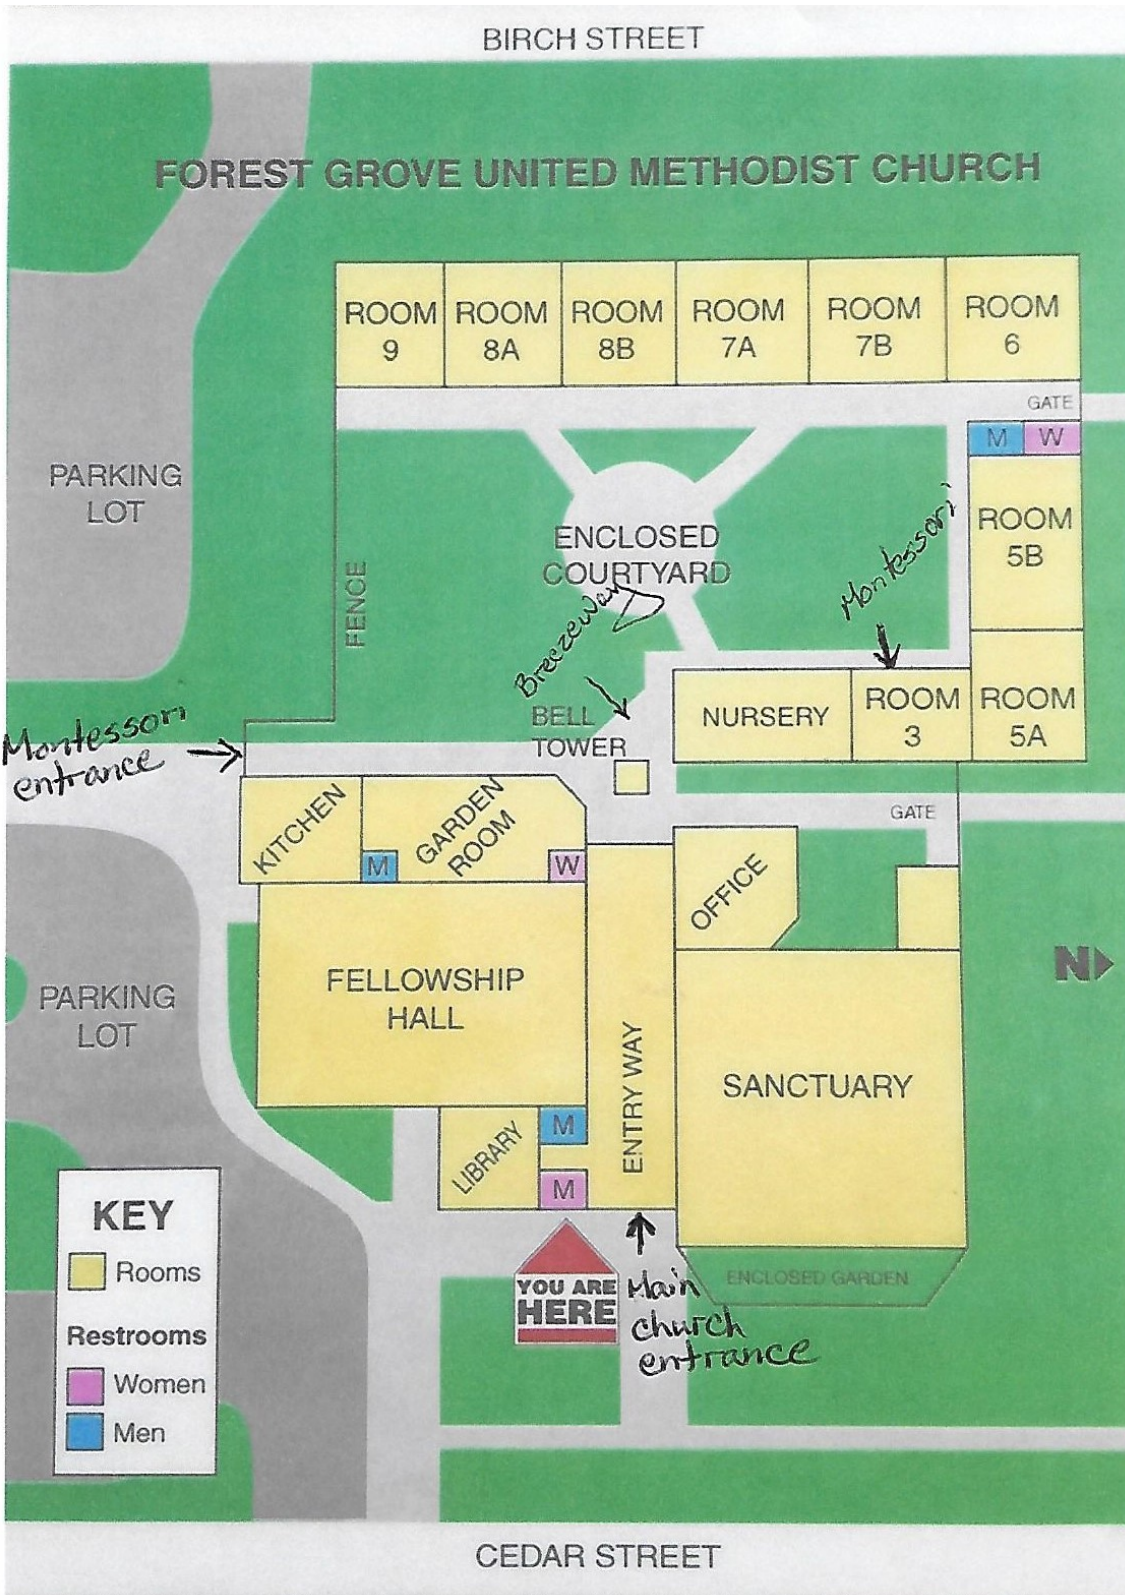 BIRCH STREET
FOREST GROVE UNITED METHODIST CHURCH
ROOM
9
ROOM
8A
ROOM
8B
ROOM
7A
ROOM
7B
ROOM
6
GATE
M
W
PARKING
LOT
ROOM
5B
ENCLOSED
COURTYARD
FENCE
Montessori
Breezeway
BELL
TOWER
NURSERY
ROOM
3
ROOM
5A
Montessori
entrance
KITCHEN
M
GARDEN
ROOM
W
GATE
OFFICE
N
FELLOWSHIP
HALL
PARKING
LOT
ENTRY WAY
SANCTUARY
LIBRARY
M
M
KEY
Rooms
Restrooms
Women
Men
YOU ARE
HERE
Main
church
entrance
ENCLOSED GARDEN
CEDAR STREET